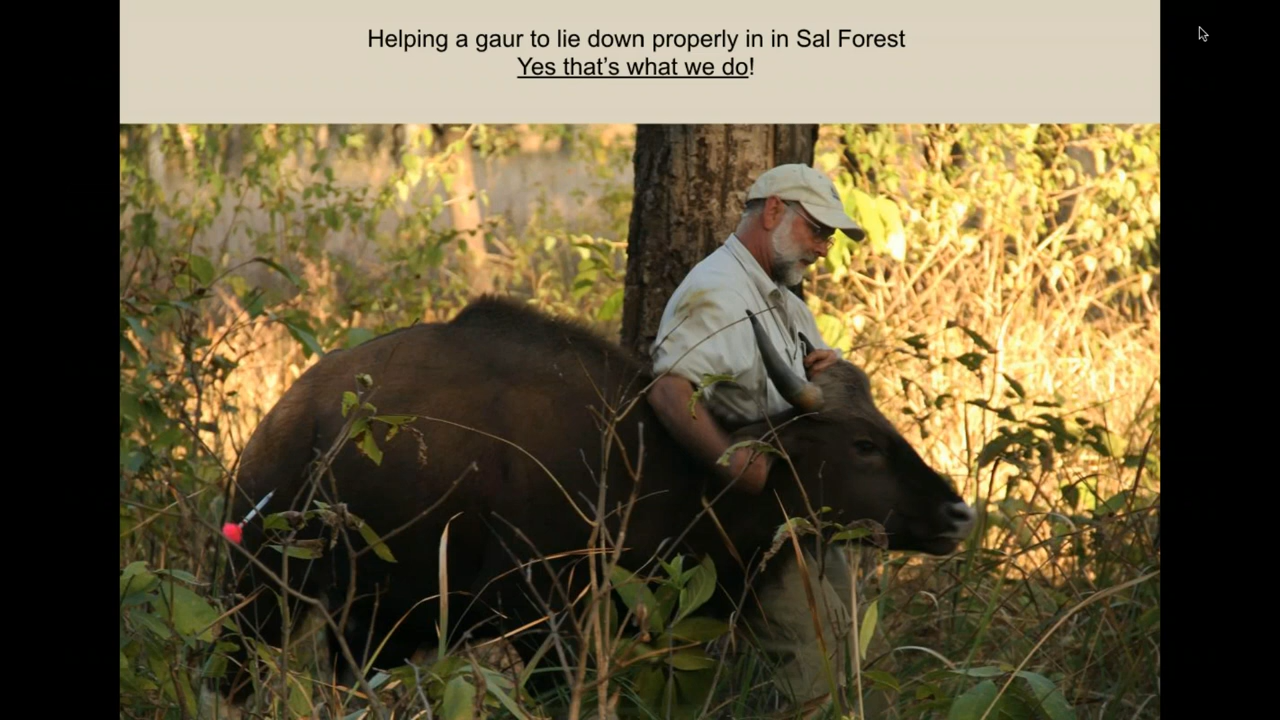 Helping a gaur to lie down properly in in Sal Forest
Yes that’s what we do!